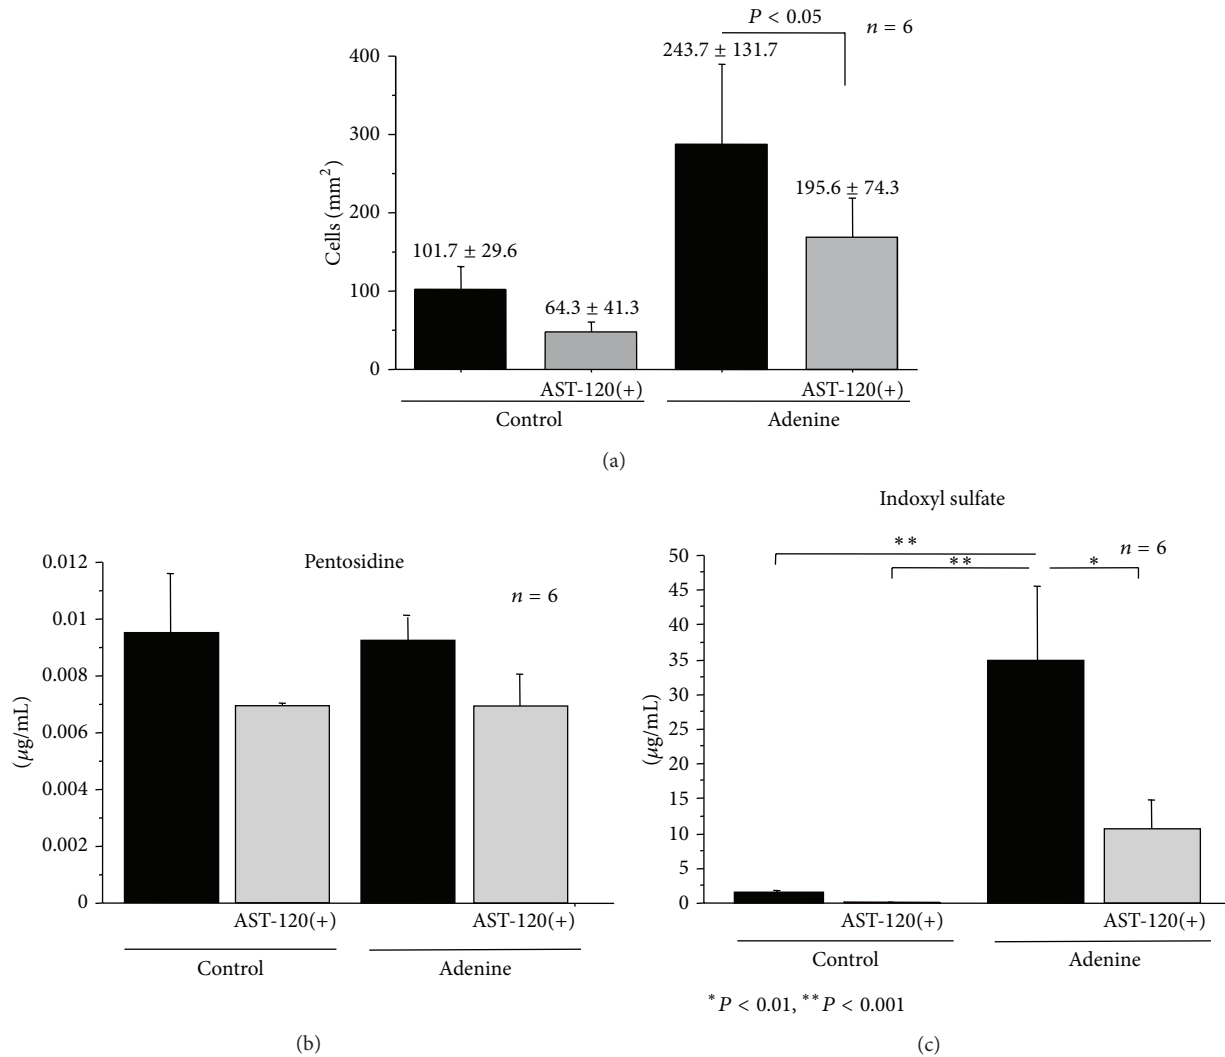 P < 0.05
n = 6
243.7 ± 131.7
400
300
195.6 ± 74.3
200
Cells (mm²)
101.7 ± 29.6
100
64.3 ± 41.3
0
AST-120(+)
AST-120(+)
Control
Adenine
(a)
Pentosidine
n = 6
0.012
0.01
0.008
0.006
0.004
0.002
0
(µg/mL)
AST-120(+)
AST-120(+)
Control
Adenine
(b)
Indoxyl sulfate
n = 6
**
**
*
50
45
40
35
30
25
20
15
10
5
0
(µg/mL)
AST-120(+)
AST-120(+)
Control
Adenine
*P < 0.01, **P < 0.001
(c)